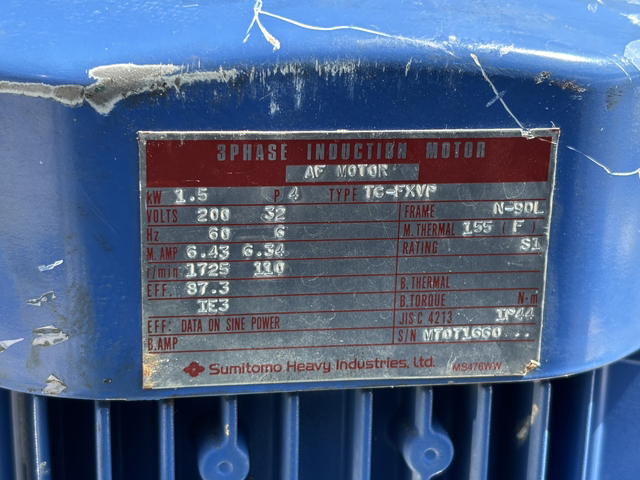 3PHASE INDUCTION MOTOR
AF MOTOR
kW 1.5 P 4 TYPE TC-FXVP
VOLTS 200 32 FRAME N-90L
Hz 60 6 M. THERMAL 155 ( F )
M. AMP 6.43 6.34 RATING S1
r/min 1725 110
EFF. 87.3 B. THERMAL
IE3 B. TORQUE N·m
EFF: DATA ON SINE POWER JIS C 4213 IP44
B. AMP S/N MTOT1660 ...
Sumitomo Heavy Industries, Ltd. MS476WW